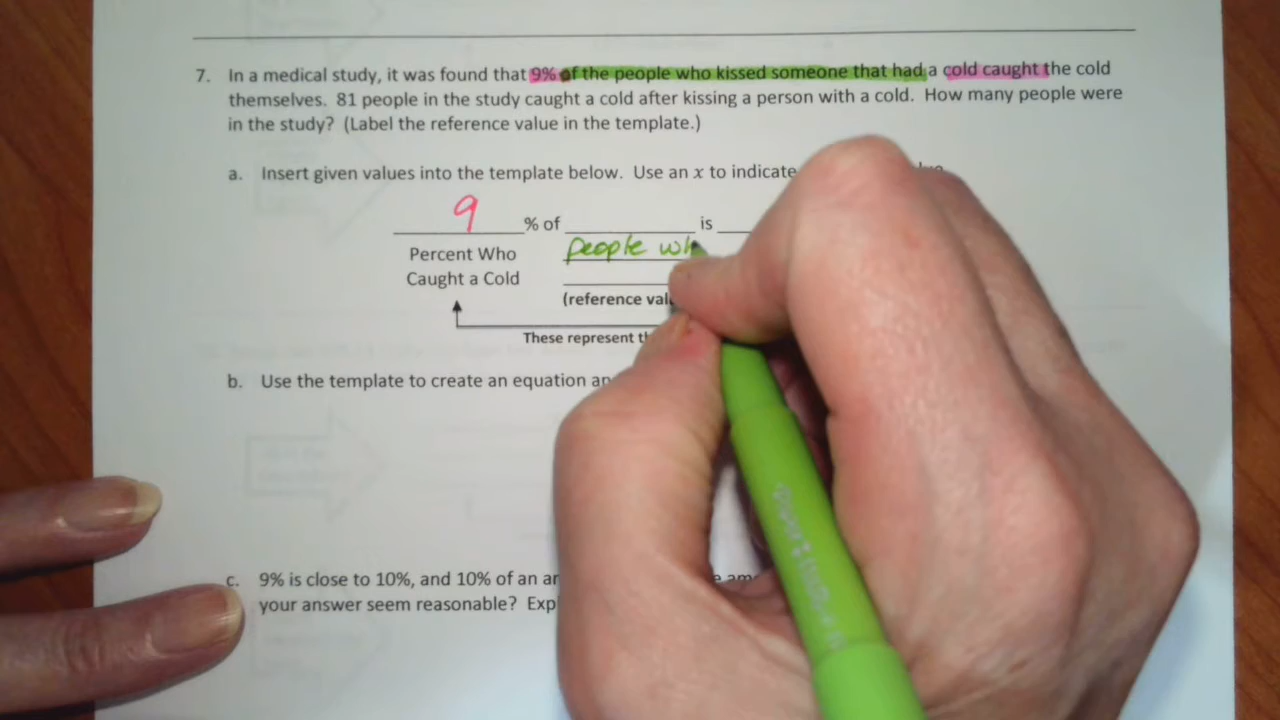 7. In a medical study, it was found that 9% of the people who kissed someone that had a cold caught the cold
themselves. 81 people in the study caught a cold after kissing a person with a cold. How many people were
in the study? (Label the reference value in the template.)
a. Insert given values into the template below. Use an x to indicate
9 % of is
people wh
Percent Who
Caught a Cold
(reference val
These represent th
b. Use the template to create an equation an
c. 9% is close to 10%, and 10% of an am
your answer seem reasonable? Exp